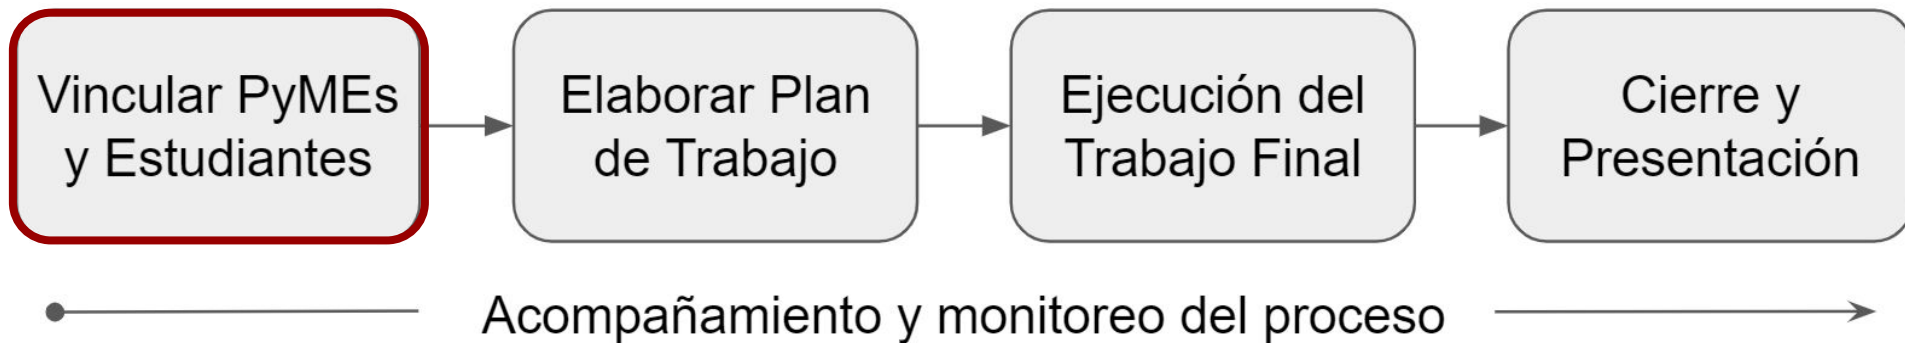 Vincular PyMEs
y Estudiantes
Elaborar Plan
de Trabajo
Ejecución del
Trabajo Final
Cierre y
Presentación
Acompañamiento y monitoreo del proceso